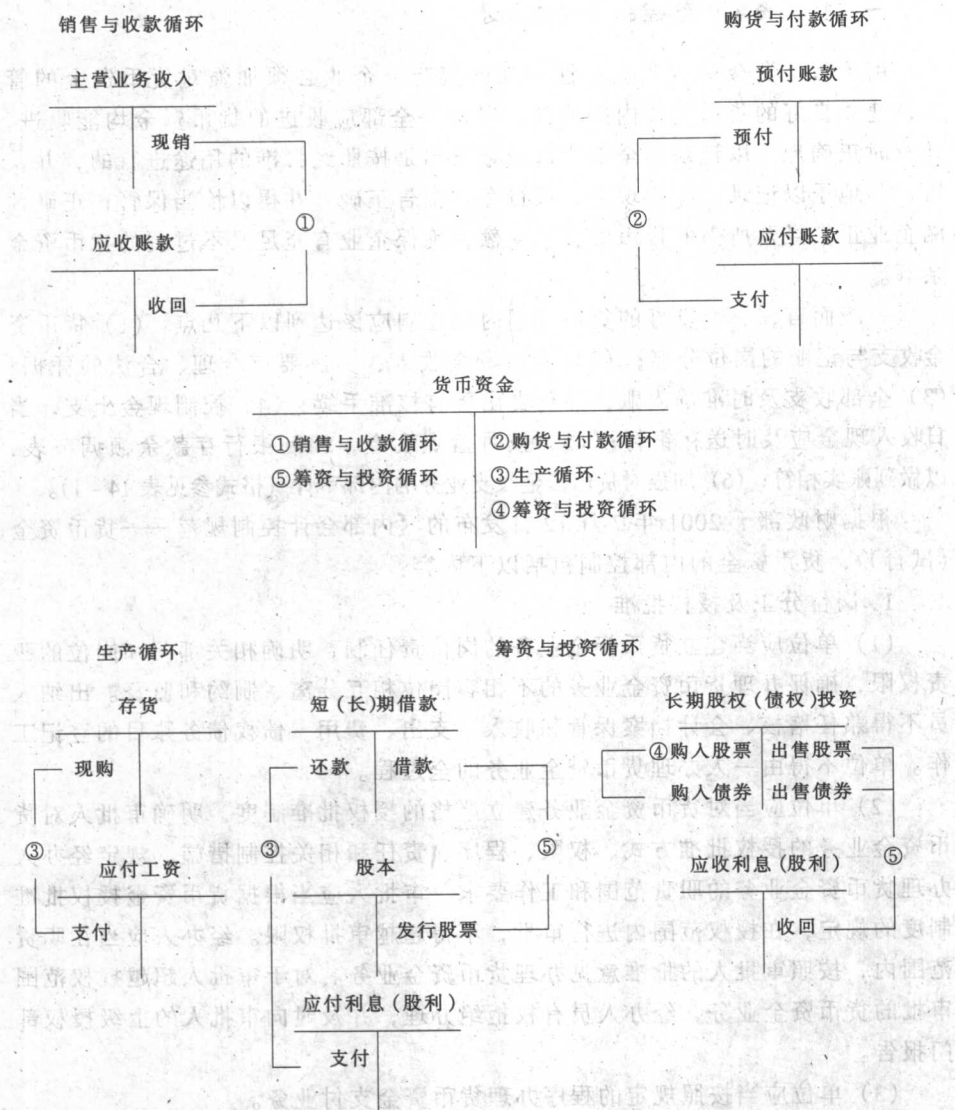 销售与收款循环
主营业务收入
现销
①
应收账款
收回
购货与付款循环
预付账款
预付
②
应付账款
支付
货币资金
①销售与收款循环
②购货与付款循环
⑤筹资与投资循环
③生产循环
④筹资与投资循环
生产循环
存货
现购
③
应付工资
支付
筹资与投资循环
短(长)期借款
还款 借款
③ ⑤
股本
发行股票
应付利息(股利)
支付
长期股权(债权)投资
④购入股票 出售股票
购入债券 出售债券
⑤
应收利息(股利)
收回